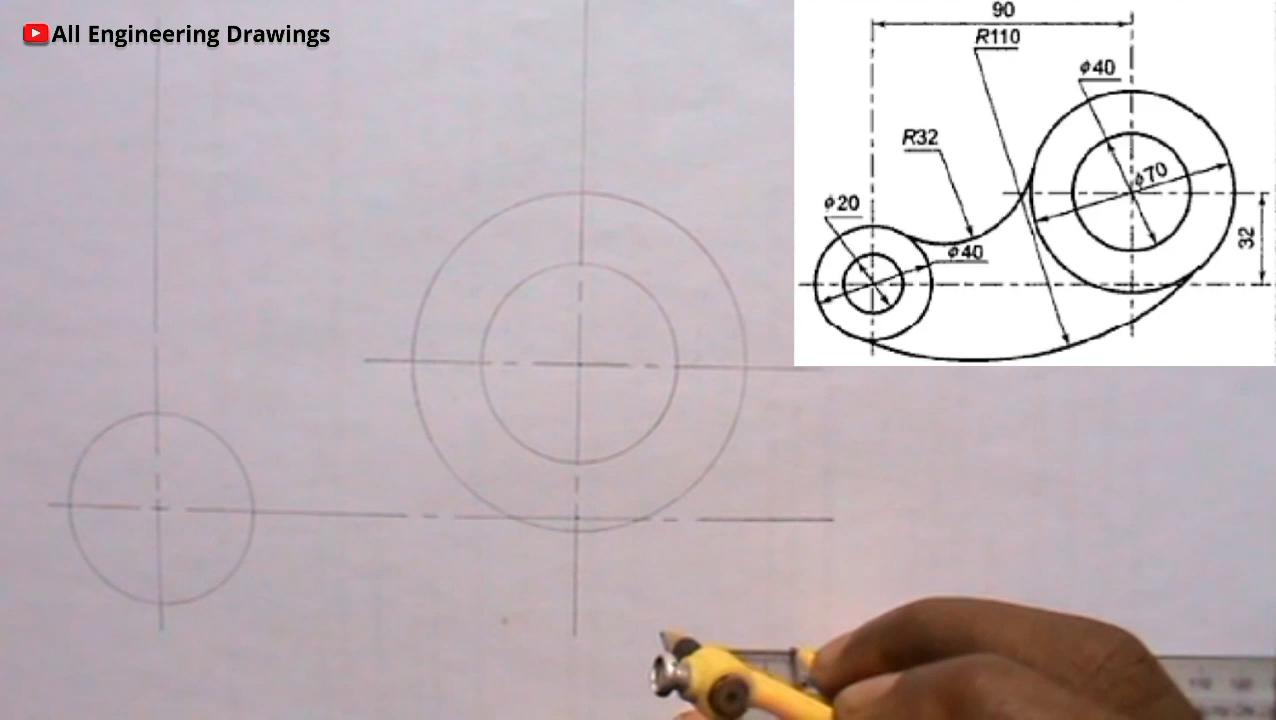 All Engineering Drawings
90
R110
φ40
R32
φ70
φ20
32
φ40